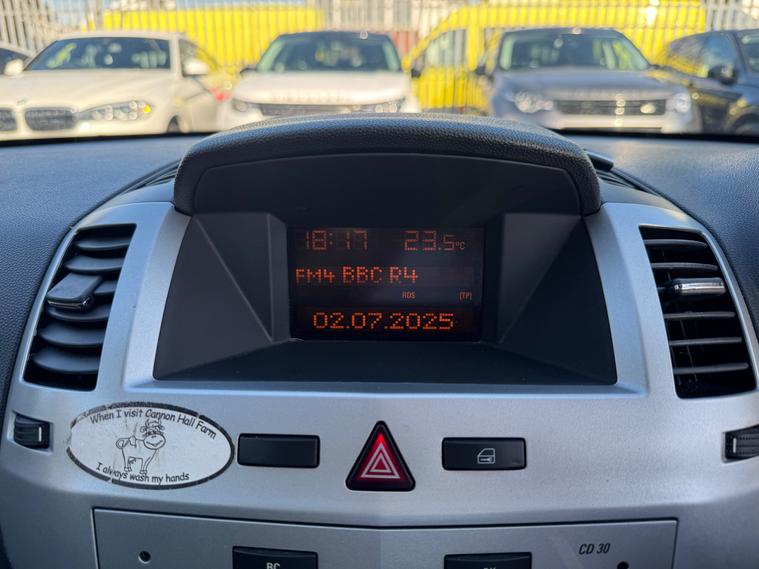 18:17 23.5°C
FM4 BBC R4
RDS [TP]
02.07.2025
When I visit Cannon Hall Farm
I always wash my hands
CD 30
BC